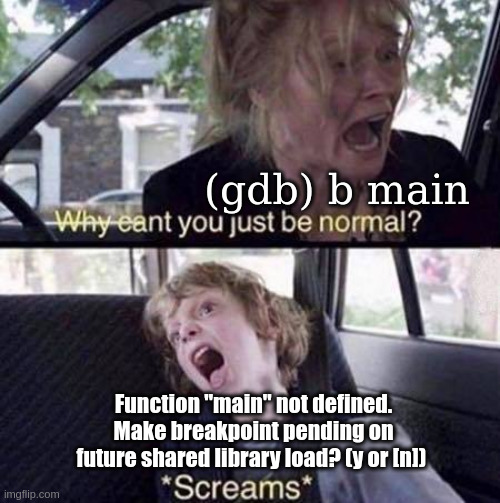 (gdb) b main
Why cant you just be normal?
Function "main" not defined.
Make breakpoint pending on
future shared library load? (y or [n])
*Screams*
imgflip.com